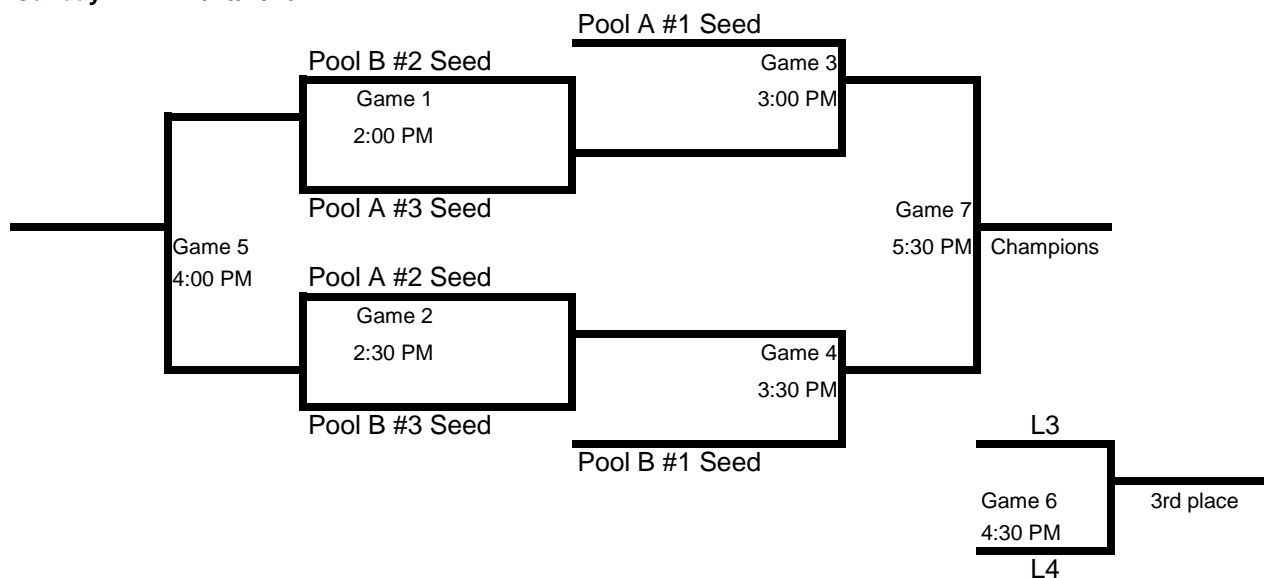 Pool A #1 Seed
Pool B #2 Seed
Game 3
3:00 PM
Game 1
2:00 PM
Pool A #3 Seed
Game 7
5:30 PM
Champions
Game 5
4:00 PM
Pool A #2 Seed
Game 2
2:30 PM
Game 4
3:30 PM
Pool B #3 Seed
Pool B #1 Seed
L3
Game 6
4:30 PM
3rd place
L4